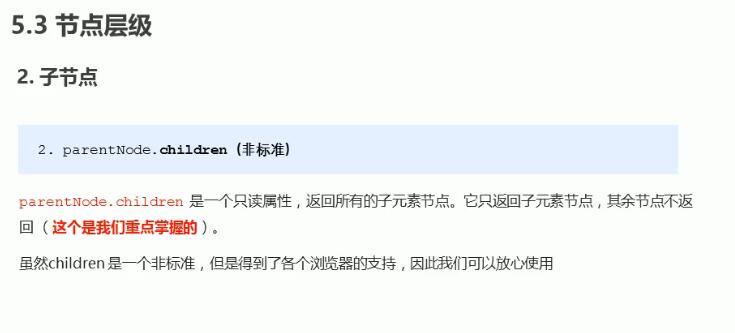 5.3 节点层级
2. 子节点
2. parentNode.children（非标准）
parentNode.children 是一个只读属性，返回所有的子元素节点。它只返回子元素节点，其余节点不返
回（这个是我们重点掌握的）。
虽然children 是一个非标准，但是得到了各个浏览器的支持，因此我们可以放心使用